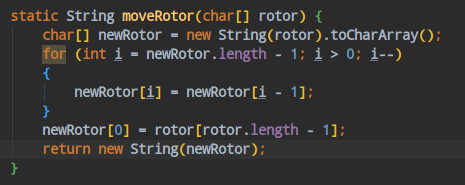 static String moveRotor(char[] rotor) {
    char[] newRotor = new String(rotor).toCharArray();
    for (int i = newRotor.length - 1; i > 0; i--)
    {
        newRotor[i] = newRotor[i - 1];
    }
    newRotor[0] = rotor[rotor.length - 1];
    return new String(newRotor);
}